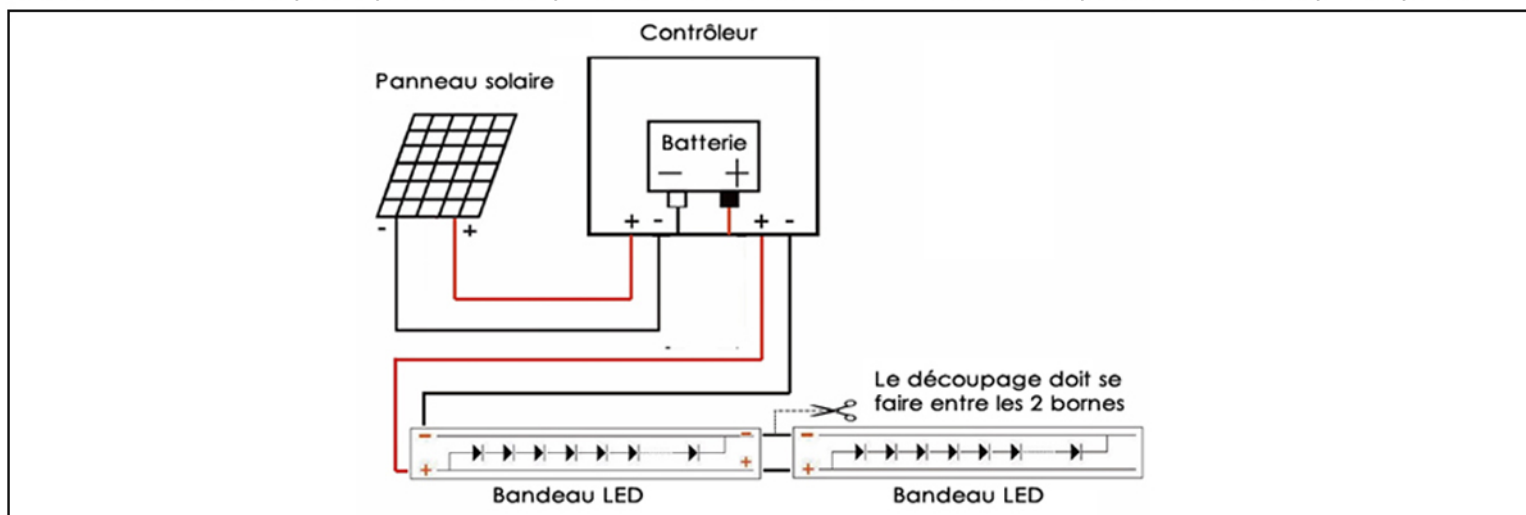 Contrôleur
Panneau solaire
Batterie
- +
+ - + -
- +
Le découpage doit se
faire entre les 2 bornes
- - -
+ + +
Bandeau LED Bandeau LED